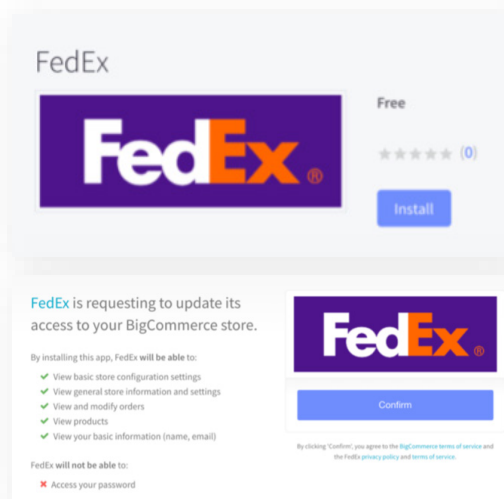 FedEx
FedEx®
Free
(0)
Install
FedEx is requesting to update its
access to your BigCommerce store.
By installing this app, FedEx will be able to:
View basic store configuration settings
View general store information and settings
View and modify orders
View products
View your basic information (name, email)
FedEx will not be able to:
Access your password
FedEx®
Confirm
By clicking 'Confirm', you agree to the BigCommerce terms of service and
the FedEx privacy policy and terms of service.